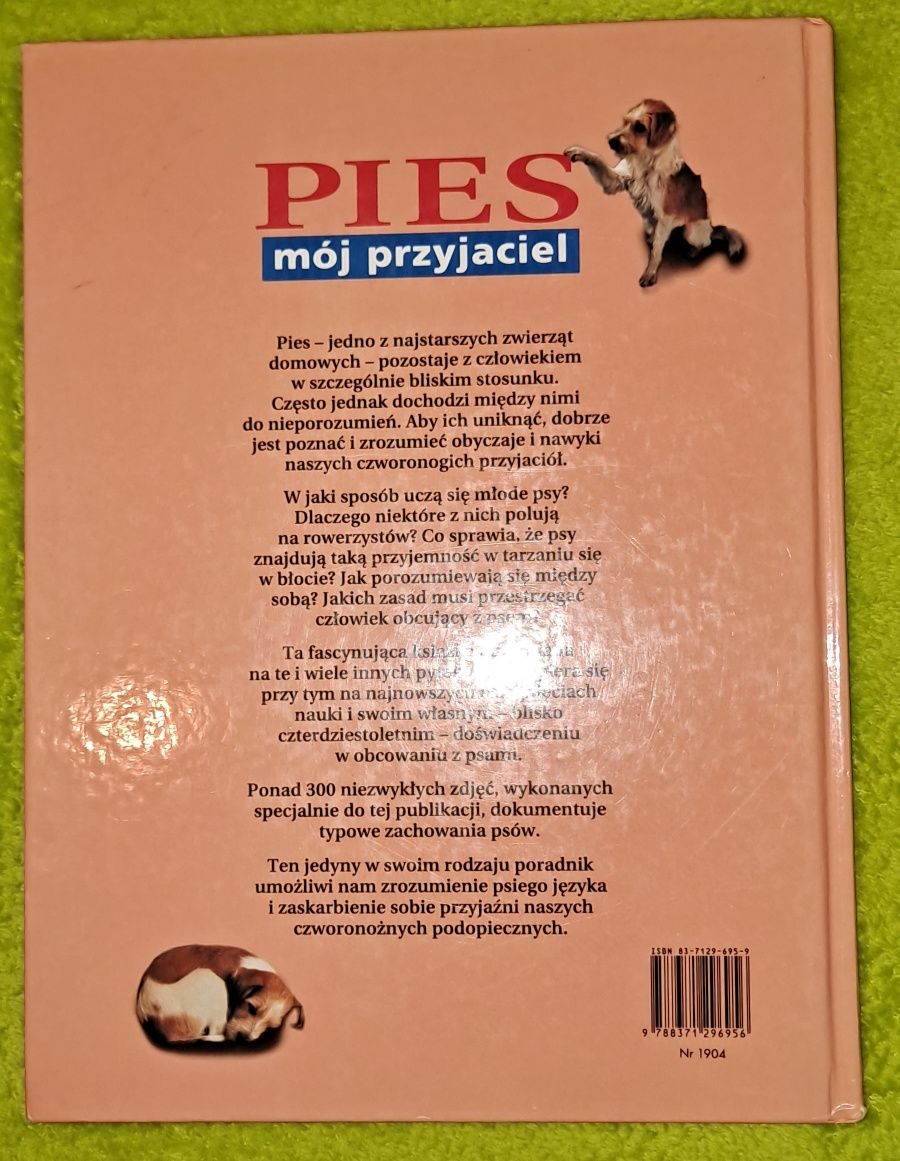 PIES
mój przyjaciel
Pies – jedno z najstarszych zwierząt
domowych – pozostaje z człowiekiem
w szczególnie bliskim stosunku.
Często jednak dochodzi między nimi
do nieporozumień. Aby ich uniknąć, dobrze
jest poznać i zrozumieć obyczaje i nawyki
naszych czworonogich przyjaciół.
W jaki sposób uczą się młode psy?
Dlaczego niektóre z nich polują
na rowerzystów? Co sprawia, że psy
znajdują taką przyjemność w tarzaniu się
w błocie? Jak porozumiewają się między
sobą? Jakich zasad musi przestrzegać
człowiek obcujący z psami?
Ta fascynująca
na te i wiele innych się
przy tym na najnowszych
nauki i swoim własnym – blisko
czterdziestoletnim – doświadczeniu
w obcowaniu z psami.
Ponad 300 niezwykłych zdjęć, wykonanych
specjalnie do tej publikacji, dokumentuje
typowe zachowania psów.
Ten jedyny w swoim rodzaju poradnik
umożliwi nam zrozumienie psiego języka
i zaskarbienie sobie przyjaźni naszych
czworonożnych podopiecznych.
ISBN 83-7129-695-9
9 788371 296956
Nr 1904